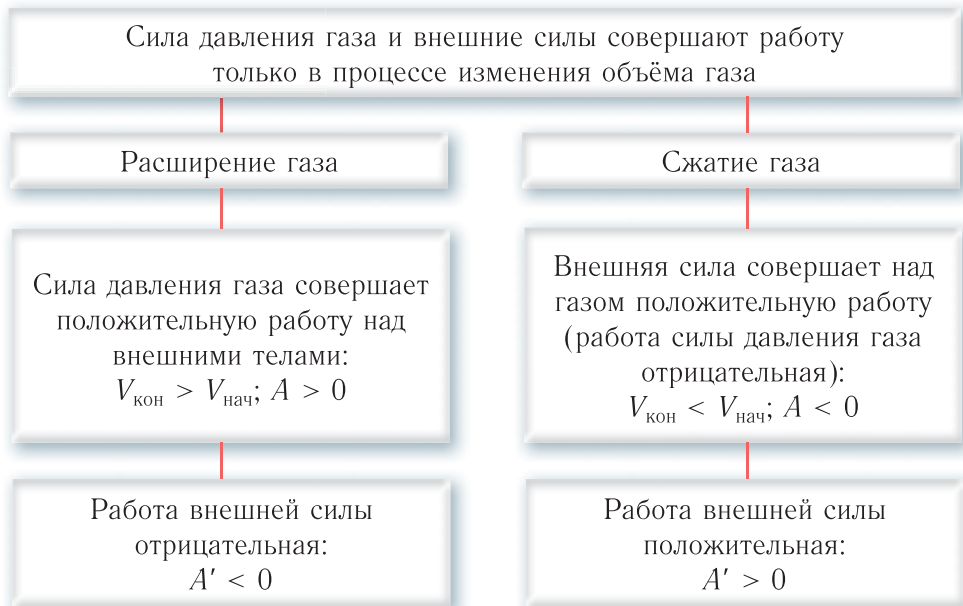 Сила давления газа и внешние силы совершают работу
только в процессе изменения объёма газа
Расширение газа
Сжатие газа
Сила давления газа совершает
положительную работу над
внешними телами:
Vкон > Vнач; A > 0
Внешняя сила совершает над
газом положительную работу
(работа силы давления газа
отрицательная):
Vкон < Vнач; A < 0
Работа внешней силы
отрицательная:
A′ < 0
Работа внешней силы
положительная:
A′ > 0